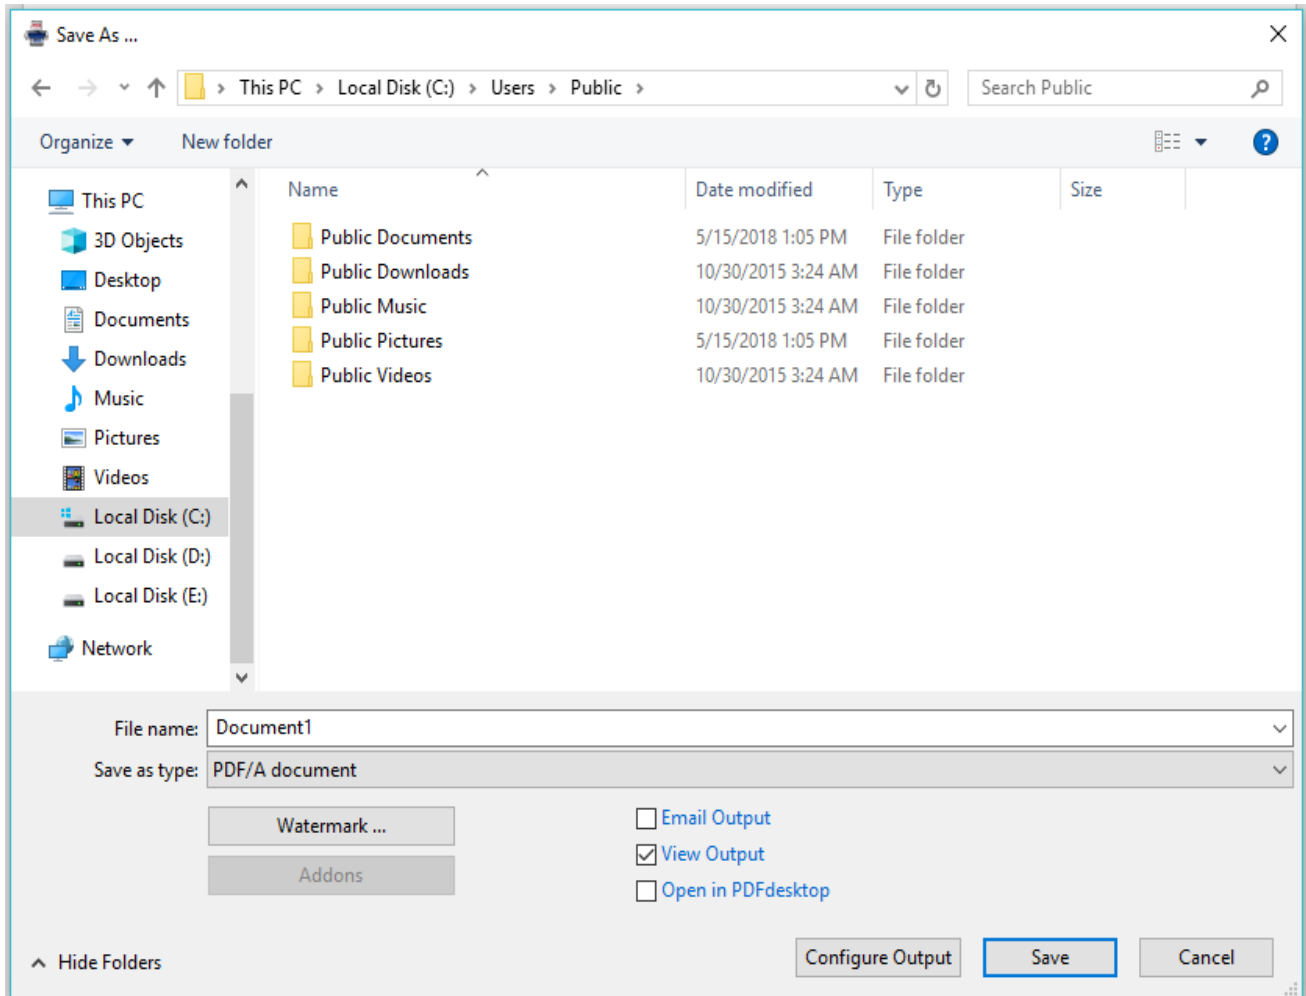 Save As ...
This PC > Local Disk (C:) > Users > Public >
Search Public
Organize
New folder
Name Date modified Type Size
This PC
3D Objects
Desktop
Documents
Downloads
Music
Pictures
Videos
Local Disk (C:)
Local Disk (D:)
Local Disk (E:)
Network
Public Documents 5/15/2018 1:05 PM File folder
Public Downloads 10/30/2015 3:24 AM File folder
Public Music 10/30/2015 3:24 AM File folder
Public Pictures 5/15/2018 1:05 PM File folder
Public Videos 10/30/2015 3:24 AM File folder
File name: Document1
Save as type: PDF/A document
Watermark ...
Addons
Email Output
View Output
Open in PDFdesktop
Hide Folders
Configure Output
Save
Cancel